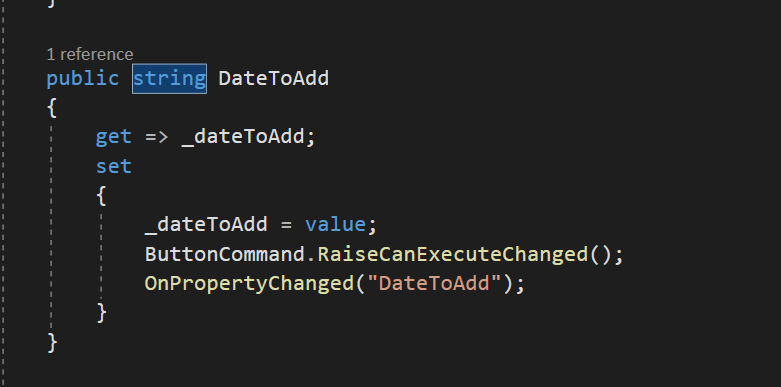 }
1 reference
public string DateToAdd
{
get => _dateToAdd;
set
{
_dateToAdd = value;
ButtonCommand.RaiseCanExecuteChanged();
OnPropertyChanged("DateToAdd");
}
}